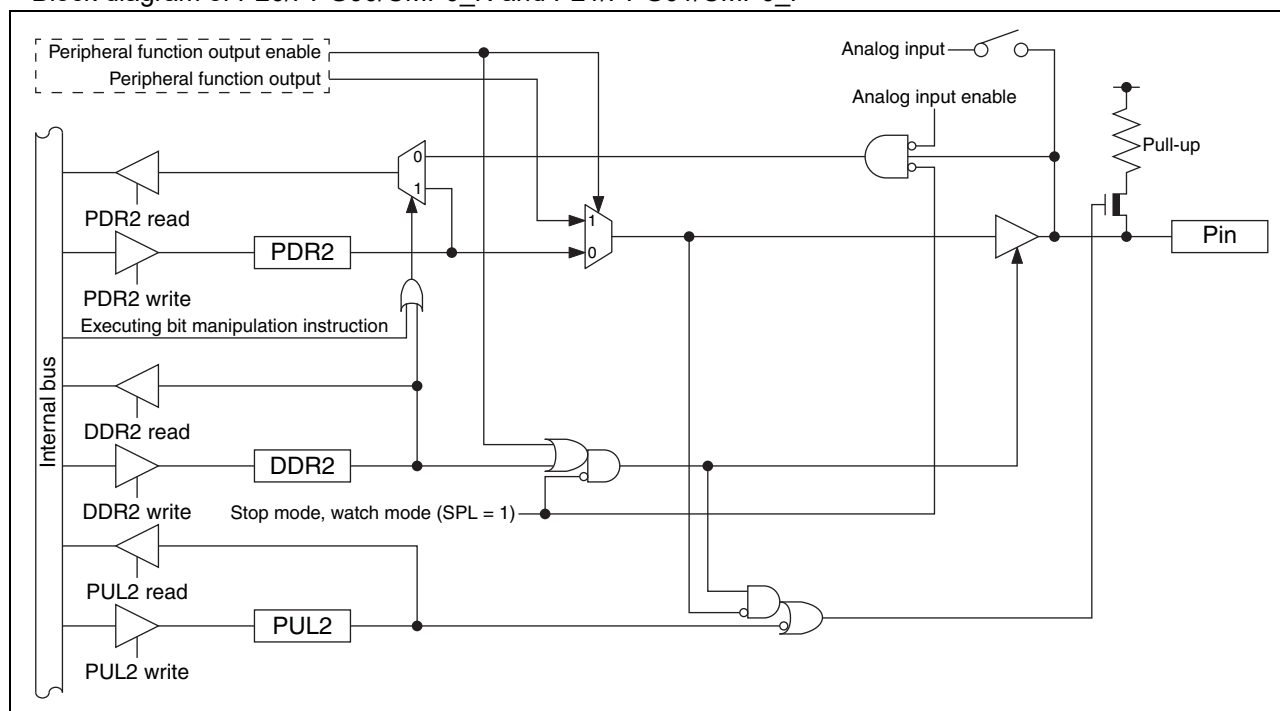 Peripheral function output enable
Peripheral function output
Analog input
Analog input enable
Pull-up
0
1
PDR2 read
1
0
PDR2
Pin
PDR2 write
Executing bit manipulation instruction
Internal bus
DDR2 read
DDR2
DDR2 write
Stop mode, watch mode (SPL = 1)
PUL2 read
PUL2
PUL2 write